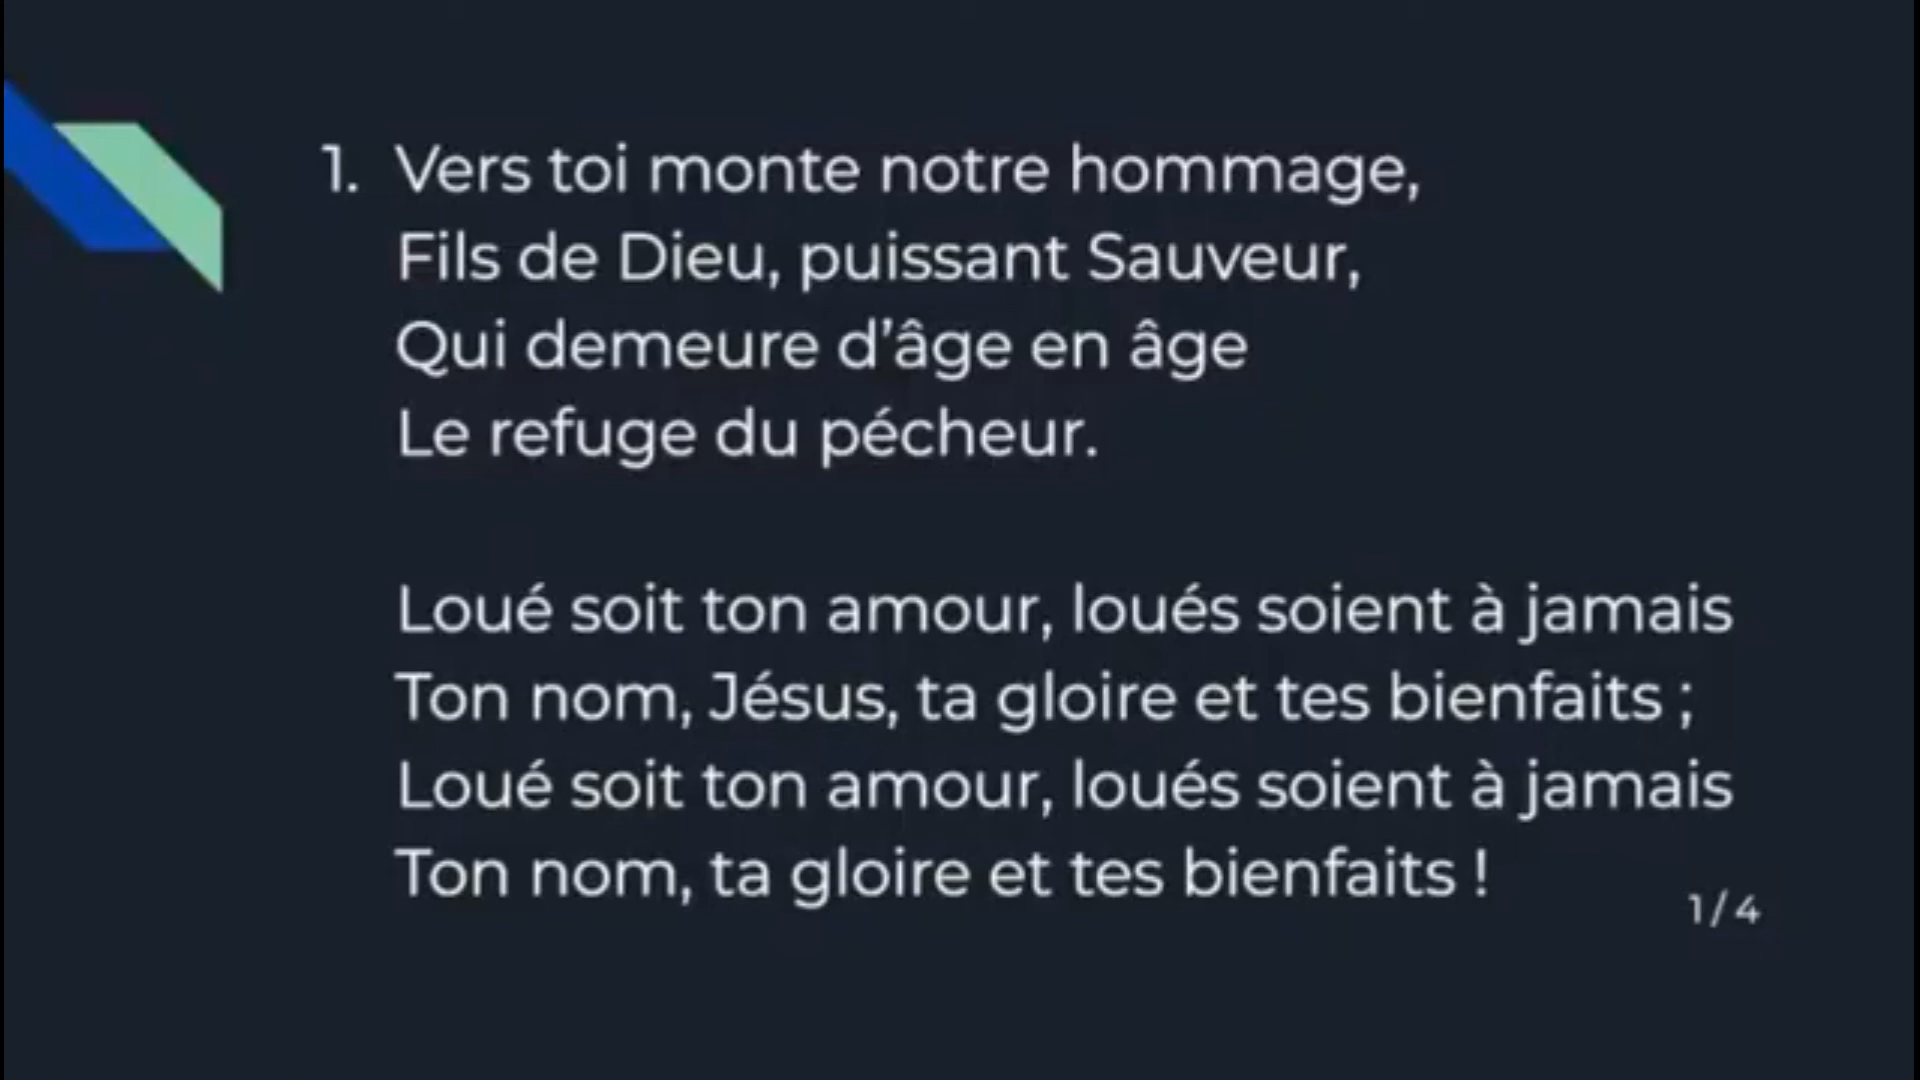 1. Vers toi monte notre hommage,
Fils de Dieu, puissant Sauveur,
Qui demeure d’âge en âge
Le refuge du pécheur.
Loué soit ton amour, loués soient à jamais
Ton nom, Jésus, ta gloire et tes bienfaits ;
Loué soit ton amour, loués soient à jamais
Ton nom, ta gloire et tes bienfaits !
1 / 4